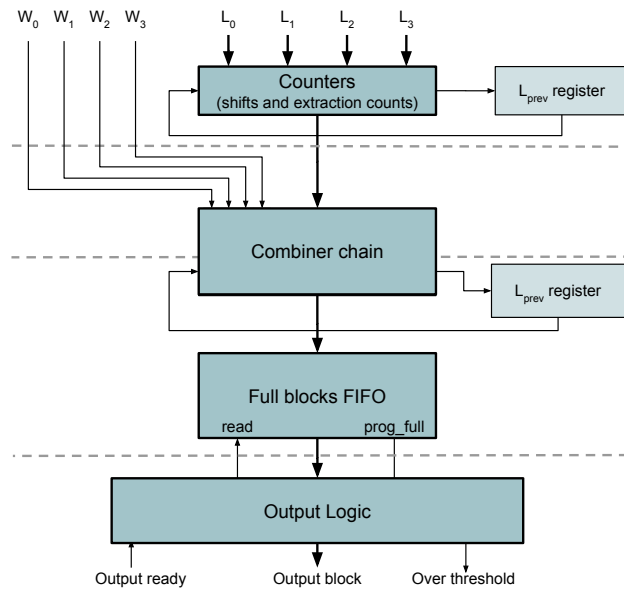 W0 W1 W2 W3 L0 L1 L2 L3
Counters
(shifts and extraction counts)
Lprev register
Combiner chain
Lprev register
Full blocks FIFO
read prog_full
Output Logic
Output ready Output block Over threshold